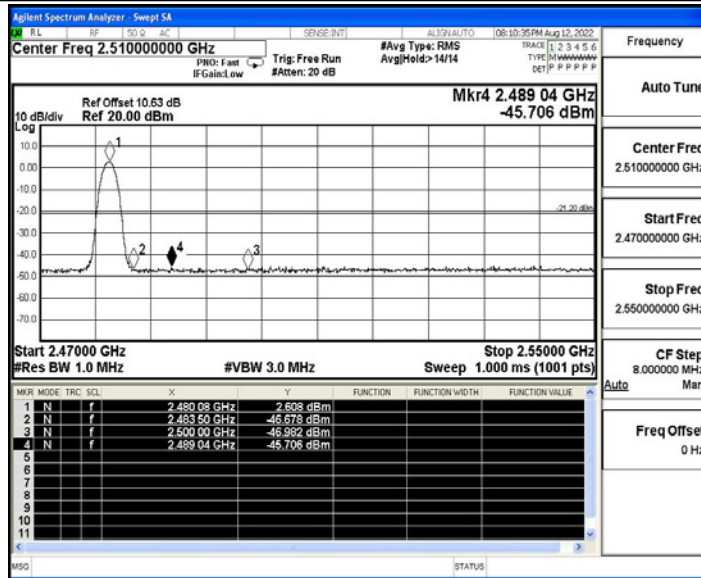 Agilent Spectrum Analyzer - Swept SA
RL RF 50 Ω AC SENSE:INT ALIGN AUTO 08:10:35 PM Aug 12, 2022
Center Freq 2.510000000 GHz
PNO: Fast
IFGain:Low
Trig: Free Run
#Atten: 20 dB
#Avg Type: RMS
Avg|Hold:>14/14
TRACE 1 2 3 4 5 6
TYPE M WWWWW
DET P P P P P P
Ref Offset 10.63 dB
10 dB/div Ref 20.00 dBm
Log
Mkr4 2.489 04 GHz
-45.706 dBm
10.0
0.00
-10.0
-20.0
-30.0
-40.0
-50.0
-60.0
-70.0
1
2
4
3
-21.20 dBm
Start 2.47000 GHz Stop 2.55000 GHz
#Res BW 1.0 MHz #VBW 3.0 MHz Sweep 1.000 ms (1001 pts)
MKR MODE TRC SCL X Y FUNCTION FUNCTION WIDTH FUNCTION VALUE
1 N f 2.480 08 GHz 2.608 dBm
2 N f 2.483 50 GHz -46.678 dBm
3 N f 2.500 00 GHz -46.982 dBm
4 N f 2.489 04 GHz -45.706 dBm
5
6
7
8
9
10
11
MSG STATUS
Frequency
Auto Tune
Center Freq
2.510000000 GHz
Start Freq
2.470000000 GHz
Stop Freq
2.550000000 GHz
CF Step
8.000000 MHz
Auto Man
Freq Offset
0 Hz